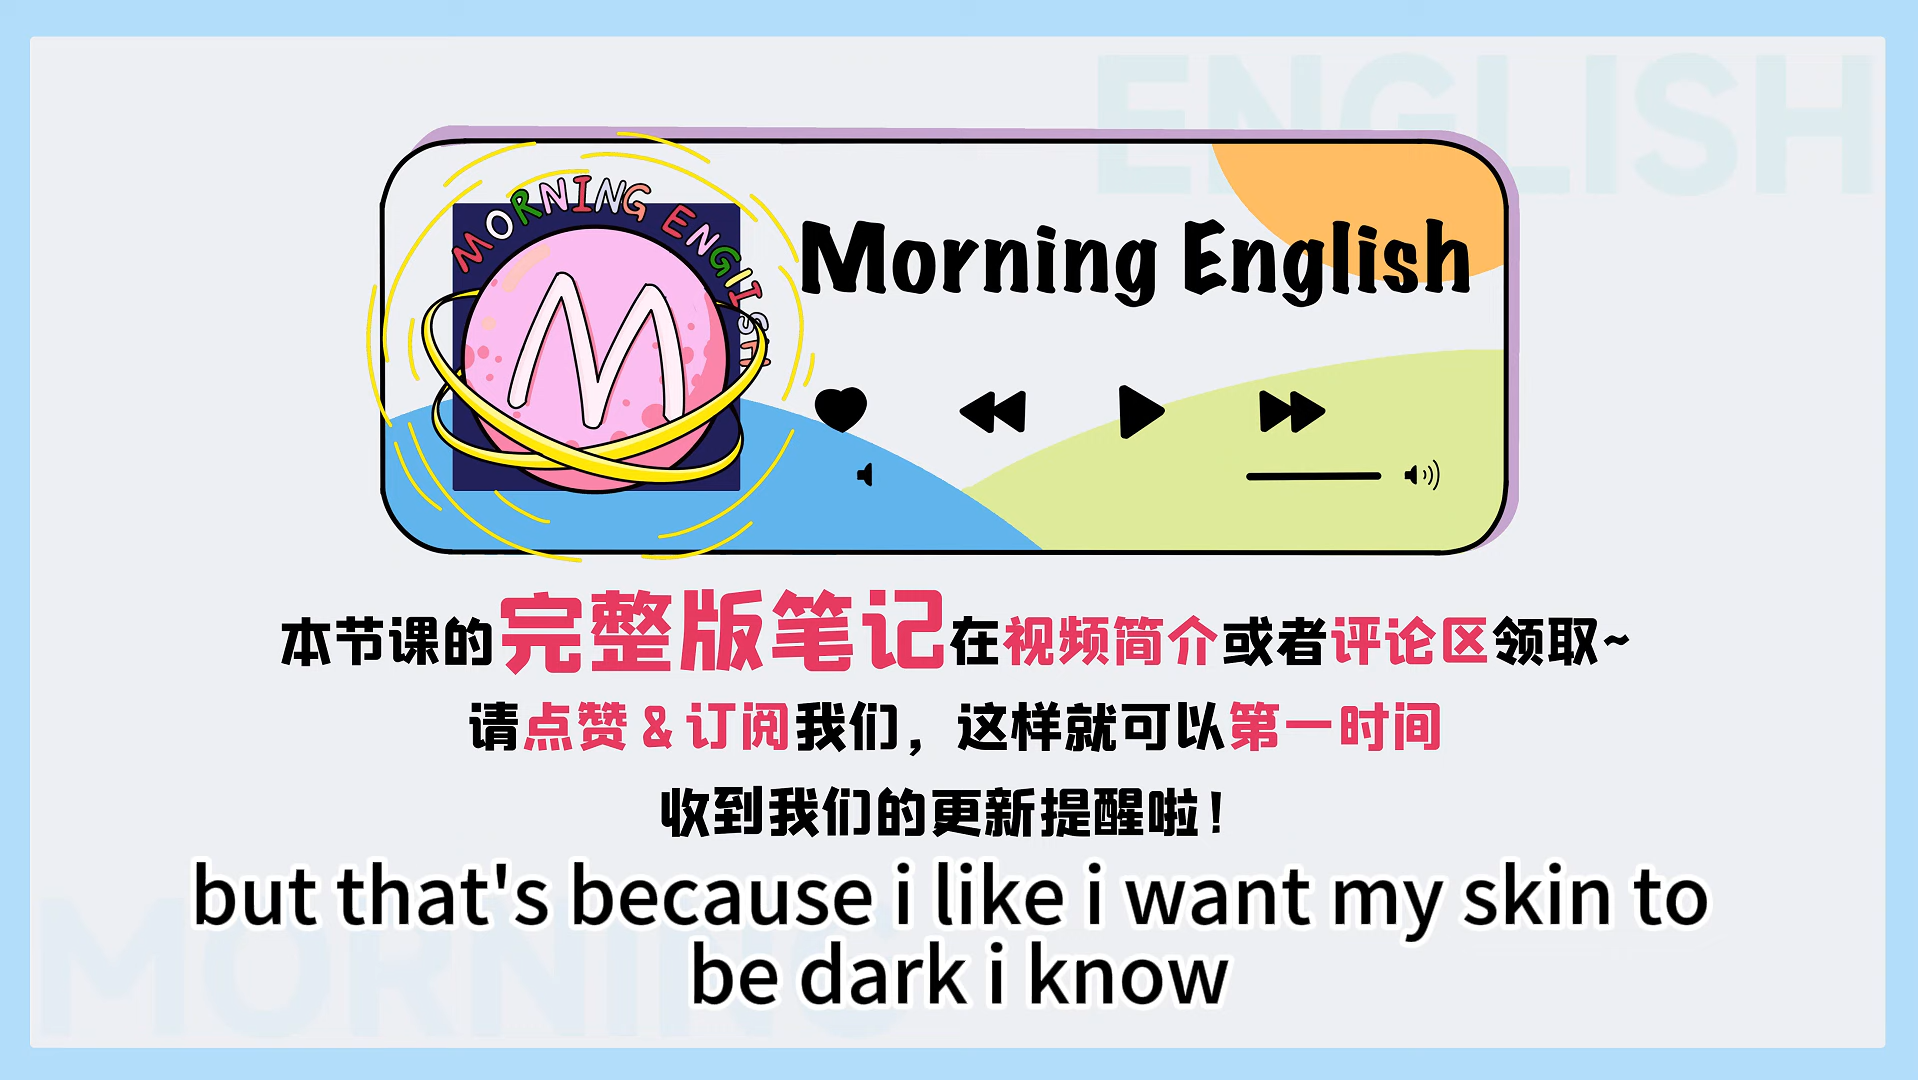 ENGLISH
MORNING ENGLISH
M
Morning English
本节课的完整版笔记在视频简介或者评论区领取~
请点赞&订阅我们，这样就可以第一时间
收到我们的更新提醒啦！
MORNING
but that's because i like i want my skin to
be dark i know